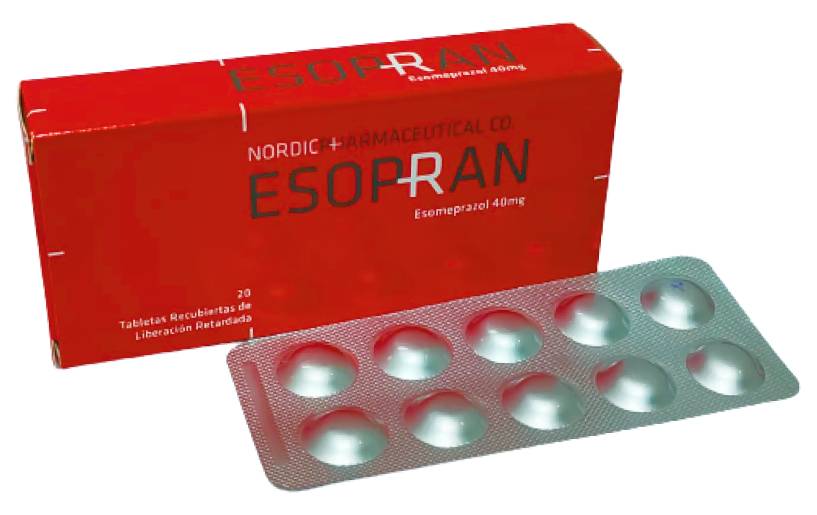 ESOPRAN
Esomeprazol 40mg
NORDIC + PHARMACEUTICAL CO.
ESOPRAN
Esomeprazol 40mg
20
Tabletas Recubiertas de
Liberación Retardada